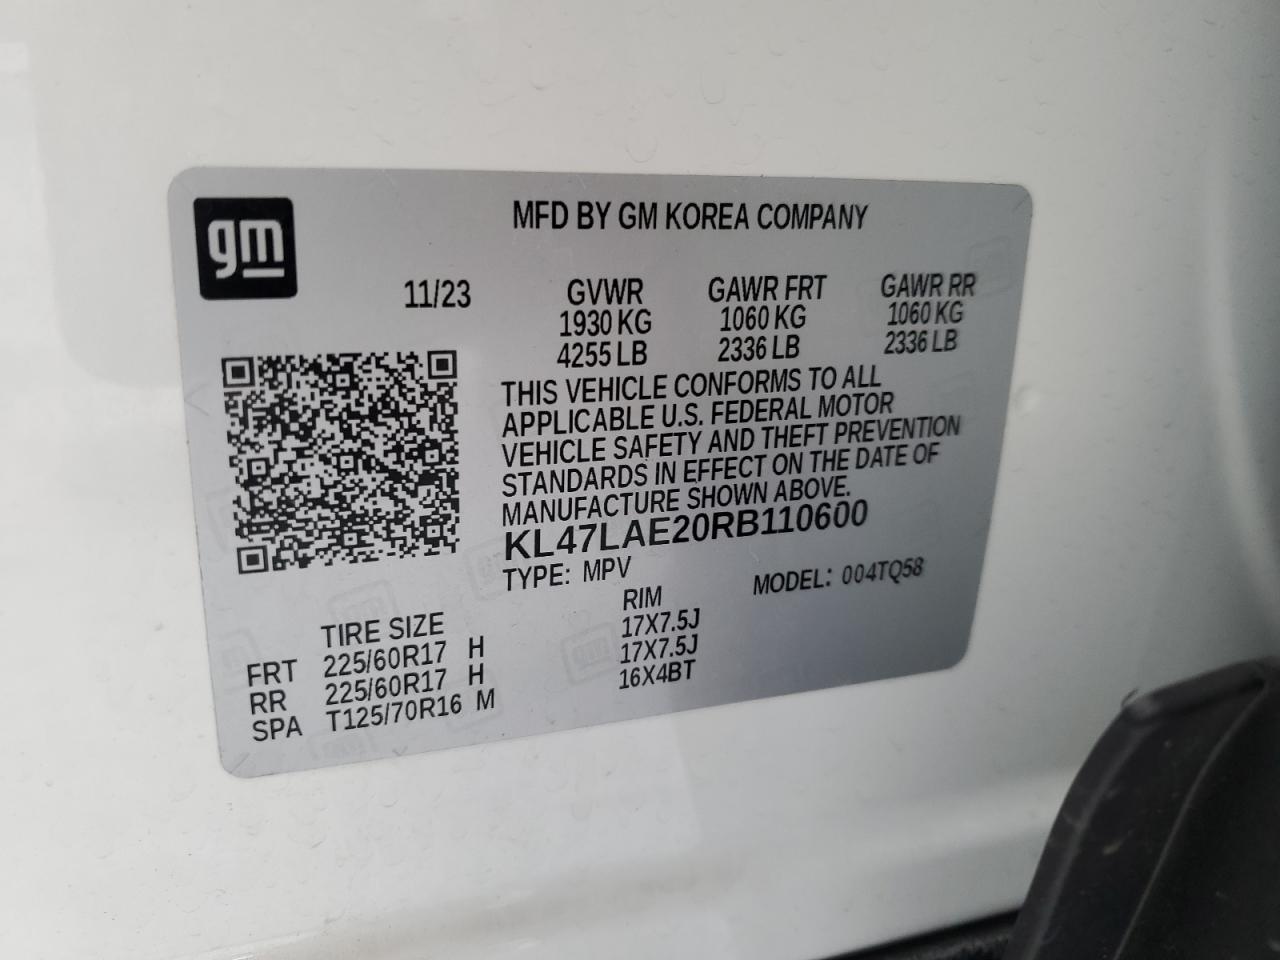 gm
MFD BY GM KOREA COMPANY
11/23 GVWR GAWR FRT GAWR RR
1930 KG 1060 KG 1060 KG
4255 LB 2336 LB 2336 LB
THIS VEHICLE CONFORMS TO ALL
APPLICABLE U.S. FEDERAL MOTOR
VEHICLE SAFETY AND THEFT PREVENTION
STANDARDS IN EFFECT ON THE DATE OF
MANUFACTURE SHOWN ABOVE.
KL47LAE20RB110600
TYPE: MPV MODEL: 004TQ58
TIRE SIZE RIM
FRT 225/60R17 H 17X7.5J
RR 225/60R17 H 17X7.5J
SPA T125/70R16 M 16X4BT